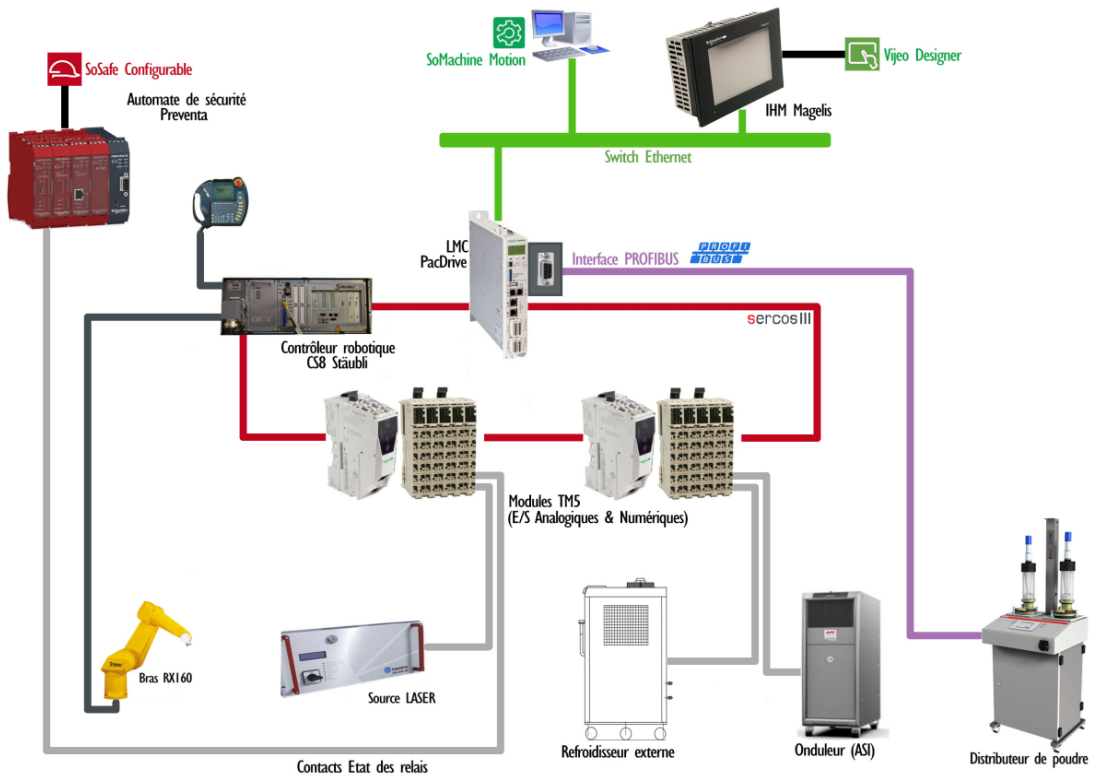 SoSafe Configurable
Automate de sécurité
Preventa
SoMachine Motion
IHM Magelis
Vijeo Designer
Switch Ethernet
LMC
PacDrive
Interface PROFIBUS
PROFI
BUS
sercos III
Contrôleur robotique
CS8 Stäubli
Modules TM5
(E/S Analogiques & Numériques)
Bras RX160
Source LASER
Refroidisseur externe
Onduleur (ASI)
Distributeur de poudre
Contacts Etat des relais